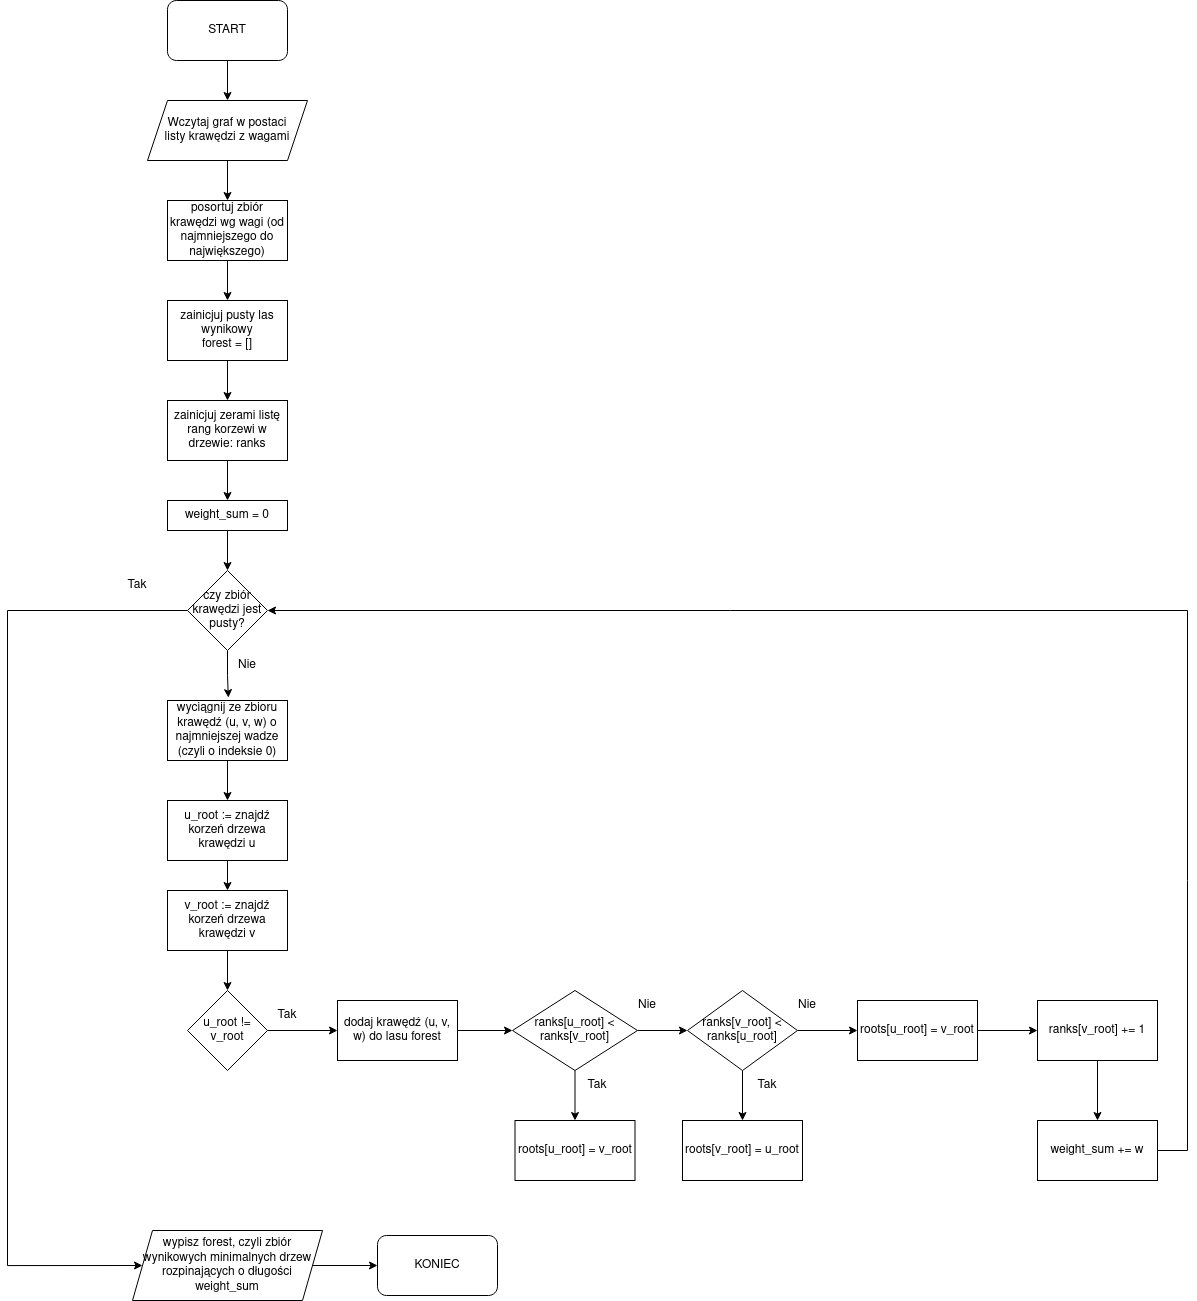 START
Wczytaj graf w postaci
listy krawędzi z wagami
posortuj zbiór
krawędzi wg wagi (od
najmniejszego do
największego)
zainicjuj pusty las
wynikowy
forest = []
zainicjuj zerami listę
rang korzewi w
drzewie: ranks
weight_sum = 0
Tak
czy zbiór
krawędzi jest
pusty?
Nie
wyciągnij ze zbioru
krawędź (u, v, w) o
najmniejszej wadze
(czyli o indeksie 0)
u_root := znajdź
korzeń drzewa
krawędzi u
v_root := znajdź
korzeń drzewa
krawędzi v
u_root !=
v_root
Tak
dodaj krawędź (u, v,
w) do lasu forest
ranks[u_root] <
ranks[v_root]
Nie
Tak
roots[u_root] = v_root
ranks[v_root] <
ranks[u_root]
Nie
Tak
roots[v_root] = u_root
roots[u_root] = v_root
ranks[v_root] += 1
weight_sum += w
wypisz forest, czyli zbiór
wynikowych minimalnych drzew
rozpinających o długości
weight_sum
KONIEC